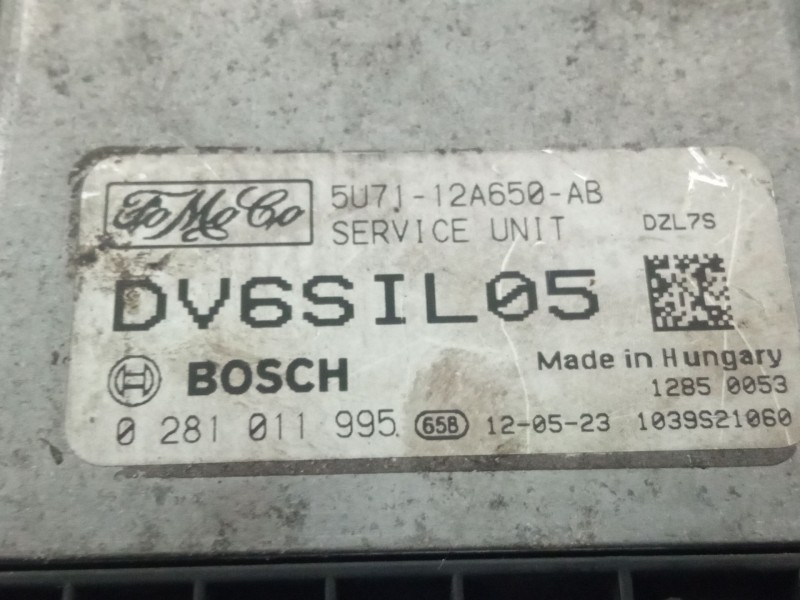 FoMoCo
5U7J-12A650-AB
SERVICE UNIT
DZL7S
DV6SIL05
Made in Hungary
BOSCH
1285 0053
0 281 011 995 65B 12-05-23 1039S21060